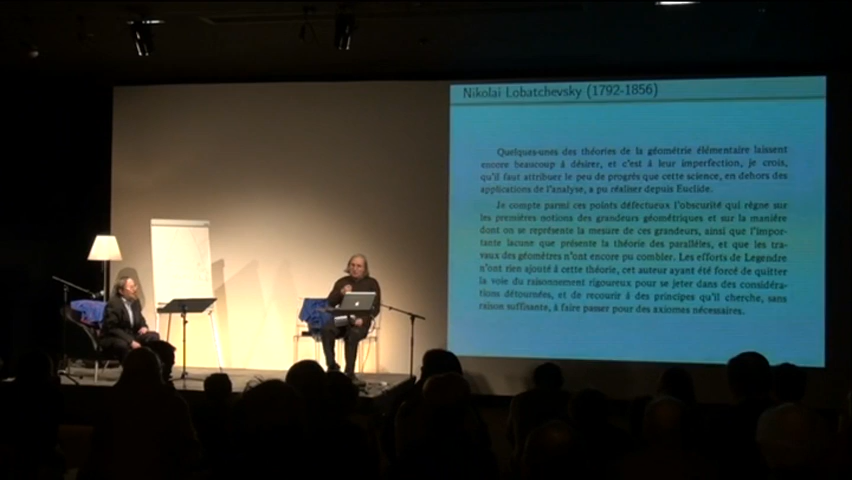 Nikolaï Lobatchevsky (1792-1856)
Quelques-unes des théories de la géométrie élémentaire laissent
encore beaucoup à désirer, et c'est à leur imperfection, je crois,
qu'il faut attribuer le peu de progrès que cette science, en dehors des
applications de l'analyse, a pu réaliser depuis Euclide.
Je compte parmi ces points défectueux l'obscurité qui règne sur
les premières notions des grandeurs géométriques et sur la manière
dont on se représente la mesure de ces grandeurs, ainsi que l'impor-
tante lacune que présente la théorie des parallèles, et que les tra-
vaux des géomètres n'ont encore pu combler. Les efforts de Legendre
n'ont rien ajouté à cette théorie, cet auteur ayant été forcé de quitter
la voie du raisonnement rigoureux pour se jeter dans des considéra-
tions détournées, et de recourir à des principes qu'il cherche, sans
raison suffisante, à faire passer pour des axiomes nécessaires.